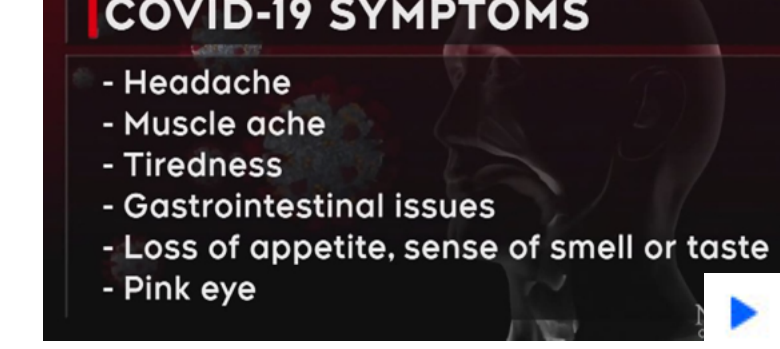 COVID-19 SYMPTOMS
- Headache
- Muscle ache
- Tiredness
- Gastrointestinal issues
- Loss of appetite, sense of smell or taste
- Pink eye